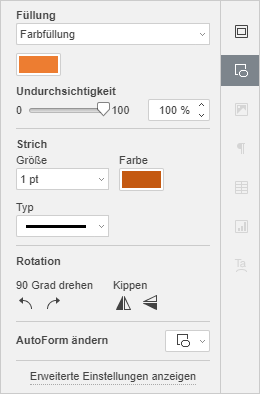 Füllung
Farbfüllung
Undurchsichtigkeit
0 100 100 %
Strich
Größe Farbe
1 pt
Typ
Rotation
90 Grad drehen Kippen
AutoForm ändern
Erweiterte Einstellungen anzeigen
Ta